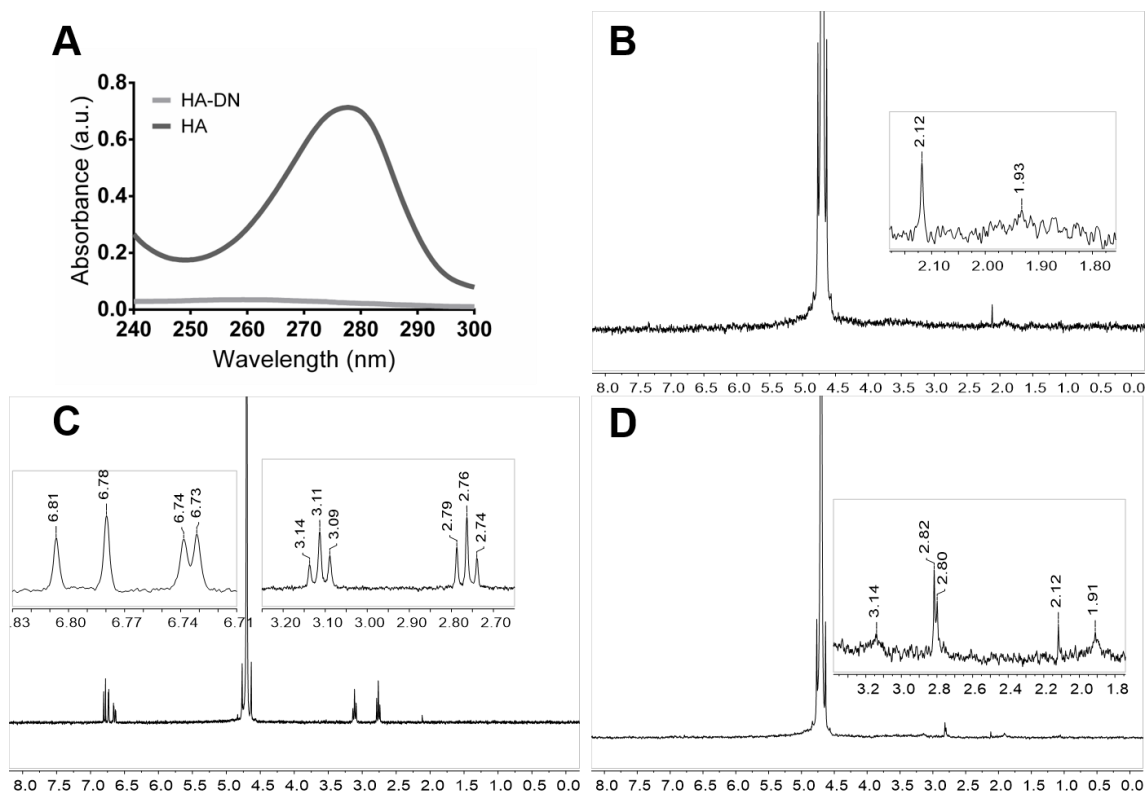 A
Absorbance (a.u.)
0.8
0.6
0.4
0.2
0.0
HA-DN
HA
240 250 260 270 280 290 300
Wavelength (nm)
B
2.12
1.93
2.10 2.00 1.90 1.80
8.0 7.5 7.0 6.5 6.0 5.5 5.0 4.5 4.0 3.5 3.0 2.5 2.0 1.5 1.0 0.5 0.0
C
6.81 6.78 6.74 6.73
.83 6.80 6.77 6.74 6.71
3.14 3.11 3.09 2.79 2.76 2.74
3.20 3.10 3.00 2.90 2.80 2.70
8.0 7.5 7.0 6.5 6.0 5.5 5.0 4.5 4.0 3.5 3.0 2.5 2.0 1.5 1.0 0.5 0.0
D
3.14 2.82 2.80 2.12 1.91
3.2 3.0 2.8 2.6 2.4 2.2 2.0 1.8
8.0 7.5 7.0 6.5 6.0 5.5 5.0 4.5 4.0 3.5 3.0 2.5 2.0 1.5 1.0 0.5 0.0